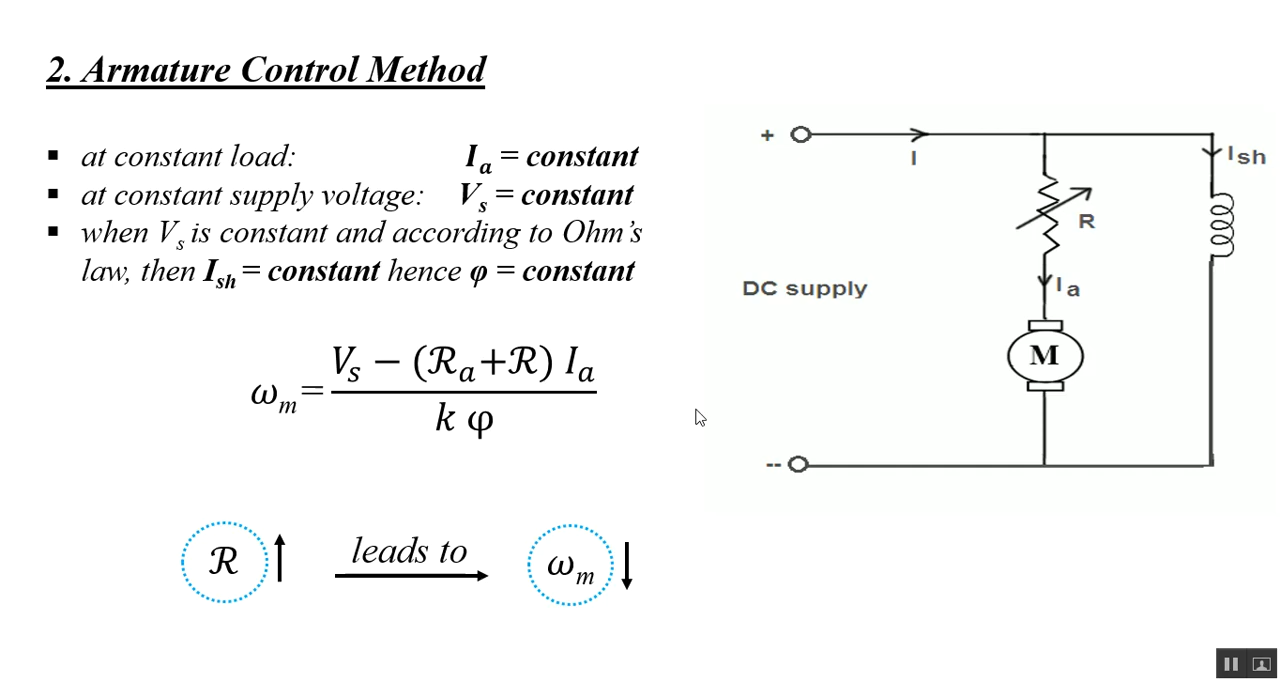 2. Armature Control Method
▪ at constant load: Iₐ = constant
▪ at constant supply voltage: Vₛ = constant
▪ when Vₛ is constant and according to Ohm’s
law, then Iₛₕ = constant hence φ = constant
ωₘ = (Vₛ − (ℛₐ+ℛ) Iₐ) / (k φ)
ℛ ↑ leads to ωₘ ↓
+
I
Iₛₕ
R
DC supply
Iₐ
M
--